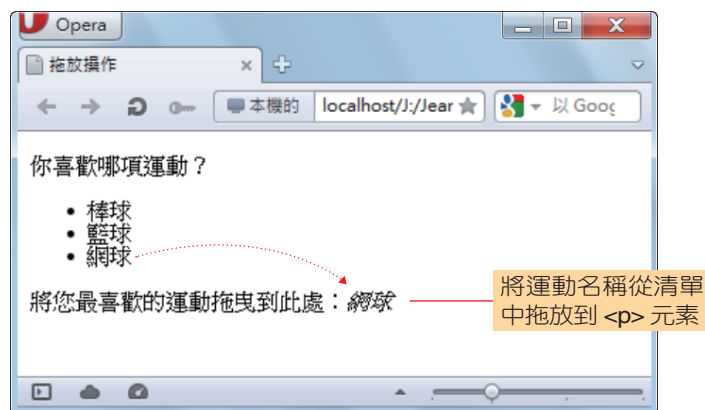 Opera
拖放操作
本機的 localhost/J:/Jear 以 Goog
你喜歡哪項運動？
棒球
籃球
網球
將您最喜歡的運動拖曳到此處：網球
將運動名稱從清單
中拖放到 <p> 元素